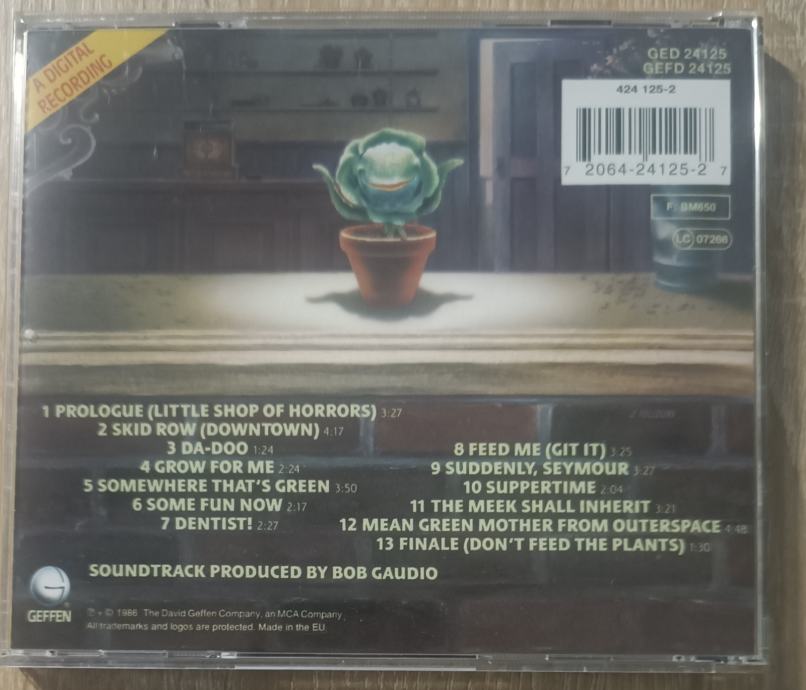 A DIGITAL
RECORDING
GED 24125
GEFD 24125
424 125-2
7 2064-24125-2 7
F: BM650
LC 07266
1 PROLOGUE (LITTLE SHOP OF HORRORS) 3:27
2 SKID ROW (DOWNTOWN) 4:17
3 DA-DOO 1:24
4 GROW FOR ME 2:24
5 SOMEWHERE THAT'S GREEN 3:50
6 SOME FUN NOW 2:17
7 DENTIST! 2:27
8 FEED ME (GIT IT) 3:25
9 SUDDENLY, SEYMOUR 3:27
10 SUPPERTIME 2:04
11 THE MEEK SHALL INHERIT 3:21
12 MEAN GREEN MOTHER FROM OUTERSPACE 4:48
13 FINALE (DON'T FEED THE PLANTS) 1:30
SOUNDTRACK PRODUCED BY BOB GAUDIO
GEFFEN
℗ + © 1986 The David Geffen Company, an MCA Company.
All trademarks and logos are protected. Made in the EU.